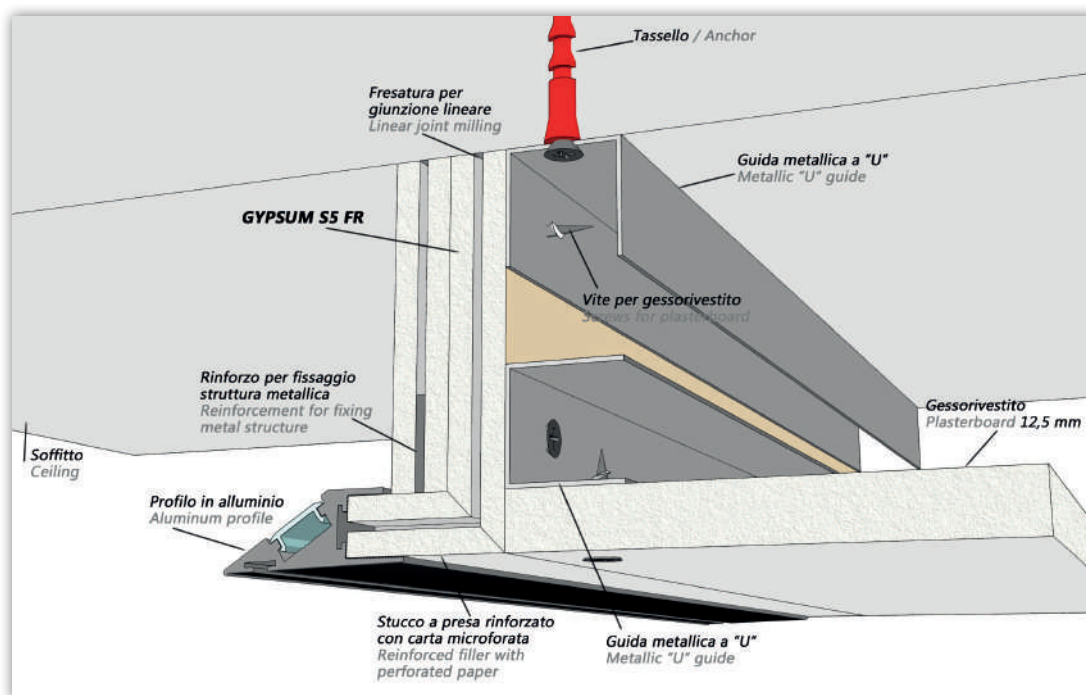 Tassello / Anchor
Fresatura per
giunzione lineare
Linear joint milling
Guida metallica a "U"
Metallic "U" guide
GYPSUM S5 FR
Vite per gessorivestito
Screws for plasterboard
Rinforzo per fissaggio
struttura metallica
Reinforcement for fixing
metal structure
Gessorivestito
Plasterboard 12,5 mm
Soffitto
Ceiling
Profilo in alluminio
Aluminum profile
Stucco a presa rinforzato
con carta microforata
Reinforced filler with
perforated paper
Guida metallica a "U"
Metallic "U" guide